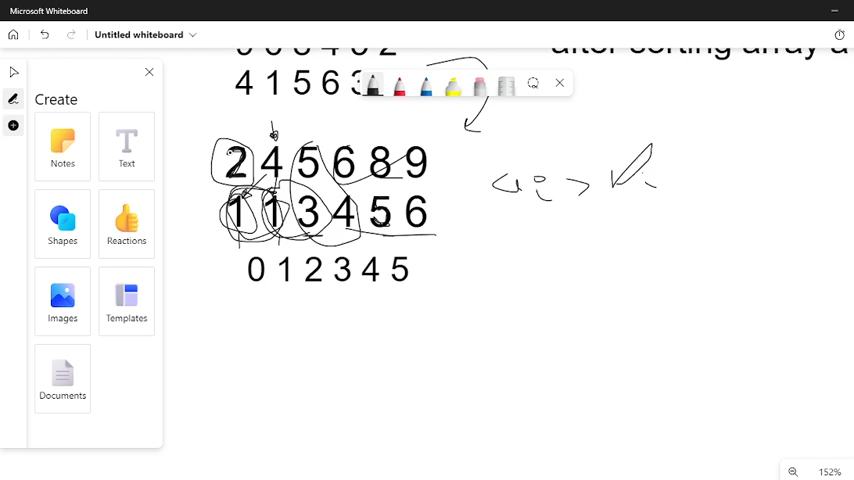 Microsoft Whiteboard
Untitled whiteboard
after sorting array a
4 1 5 6 3
Create
Notes
Text
Shapes
Reactions
Images
Templates
Documents
2 4 5 6 8 9
1 1 3 4 5 6
0 1 2 3 4 5
ai >
152%